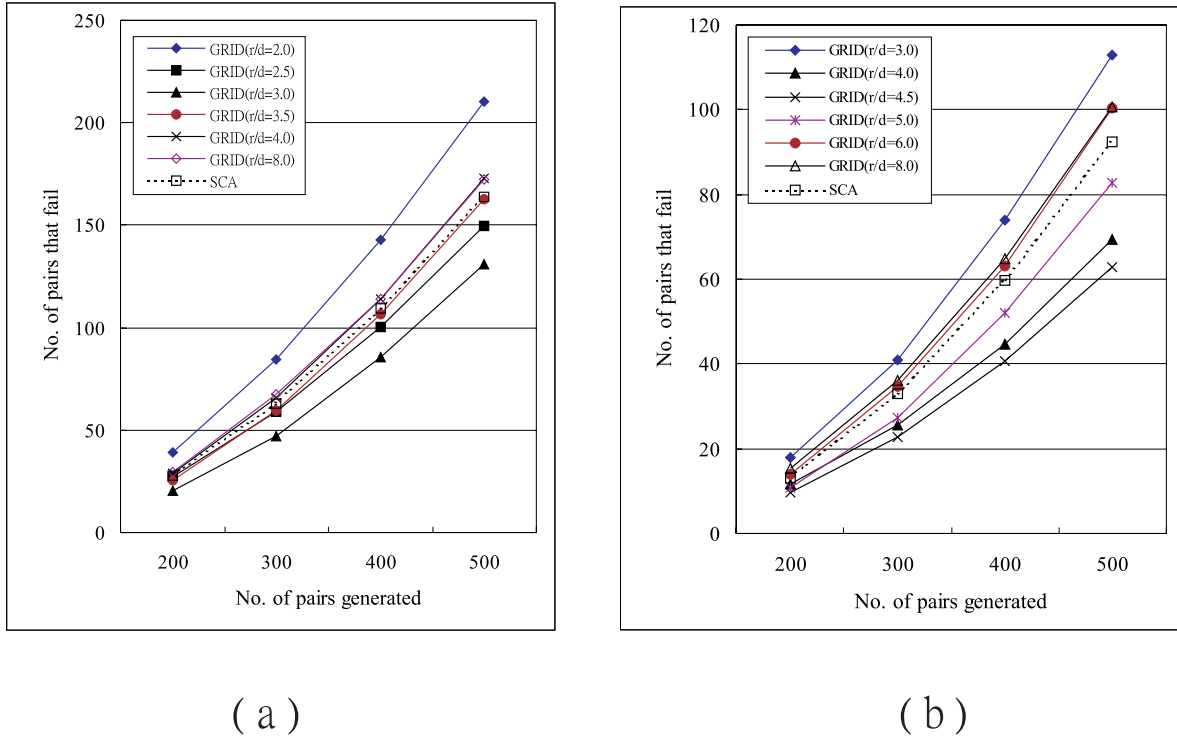 250
200
150
100
50
0
No. of pairs that fail
GRID(r/d=2.0)
GRID(r/d=2.5)
GRID(r/d=3.0)
GRID(r/d=3.5)
GRID(r/d=4.0)
GRID(r/d=8.0)
SCA
200 300 400 500
No. of pairs generated
(a)
120
100
80
60
40
20
0
No. of pairs that fail
GRID(r/d=3.0)
GRID(r/d=4.0)
GRID(r/d=4.5)
GRID(r/d=5.0)
GRID(r/d=6.0)
GRID(r/d=8.0)
SCA
200 300 400 500
No. of pairs generated
(b)